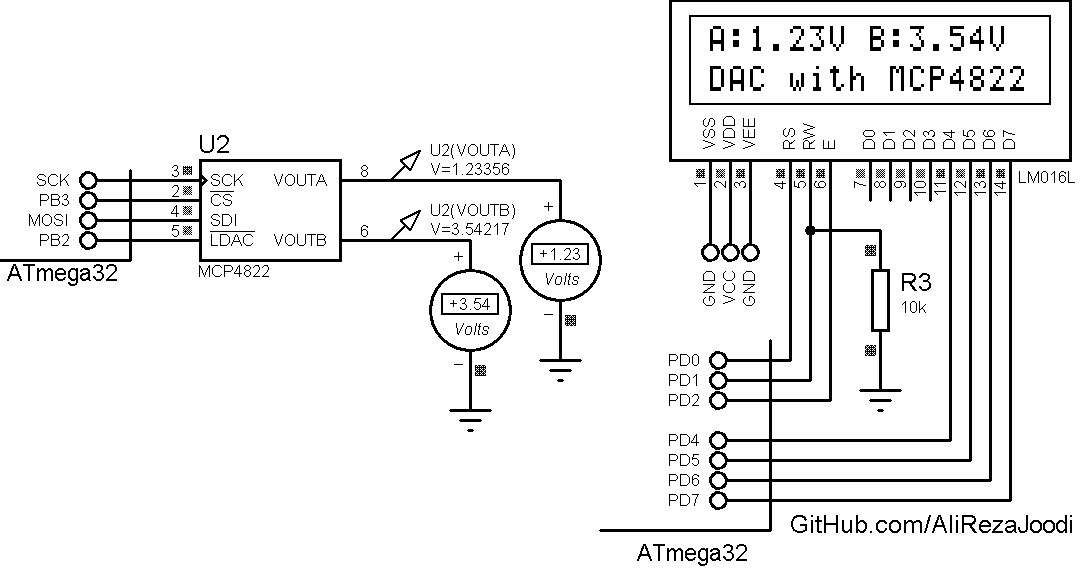 U2
SCK
PB3
MOSI
PB2
ATmega32
3
2
4
5
SCK
CS
SDI
LDAC
VOUTA
VOUTB
MCP4822
8
6
U2(VOUTA)
V=1.23356
U2(VOUTB)
V=3.54217
+
+1.23
Volts
–
+
+3.54
Volts
–
A:1.23V B:3.54V
DAC with MCP4822
VSS
VDD
VEE
RS
RW
E
D0
D1
D2
D3
D4
D5
D6
D7
1
2
3
4
5
6
7
8
9
10
11
12
13
14
LM016L
GND
VCC
GND
R3
10k
PD0
PD1
PD2
PD4
PD5
PD6
PD7
GitHub.com/AliRezaJoodi
ATmega32